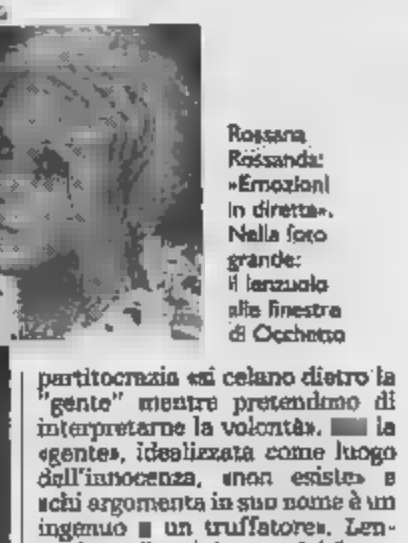 Rossana
Rossanda:
«Emozioni
in diretta».
Nella foto
grande:
il lenzuolo
alla finestra
di Occhetto
partitocrazia «si celano dietro la
"gente" mentre pretendono di
interpretarne la volontà». la
«gente», idealizzata come luogo
dell'innocenza, «non esiste» e
«chi argomenta in suo nome è un
ingenuo un truffatore». Len-